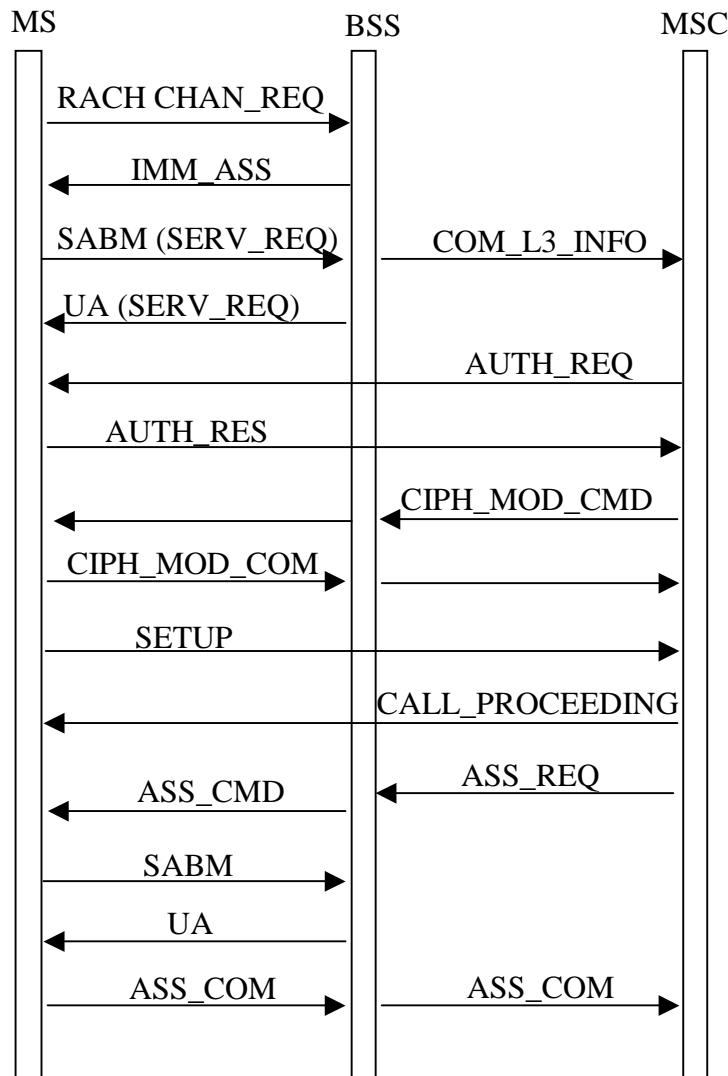 MS BSS MSC
RACH CHAN_REQ
IMM_ASS
SABM (SERV_REQ) COM_L3_INFO
UA (SERV_REQ)
AUTH_REQ
AUTH_RES
CIPH_MOD_CMD
CIPH_MOD_COM
SETUP
CALL_PROCEEDING
ASS_REQ
ASS_CMD
SABM
UA
ASS_COM ASS_COM